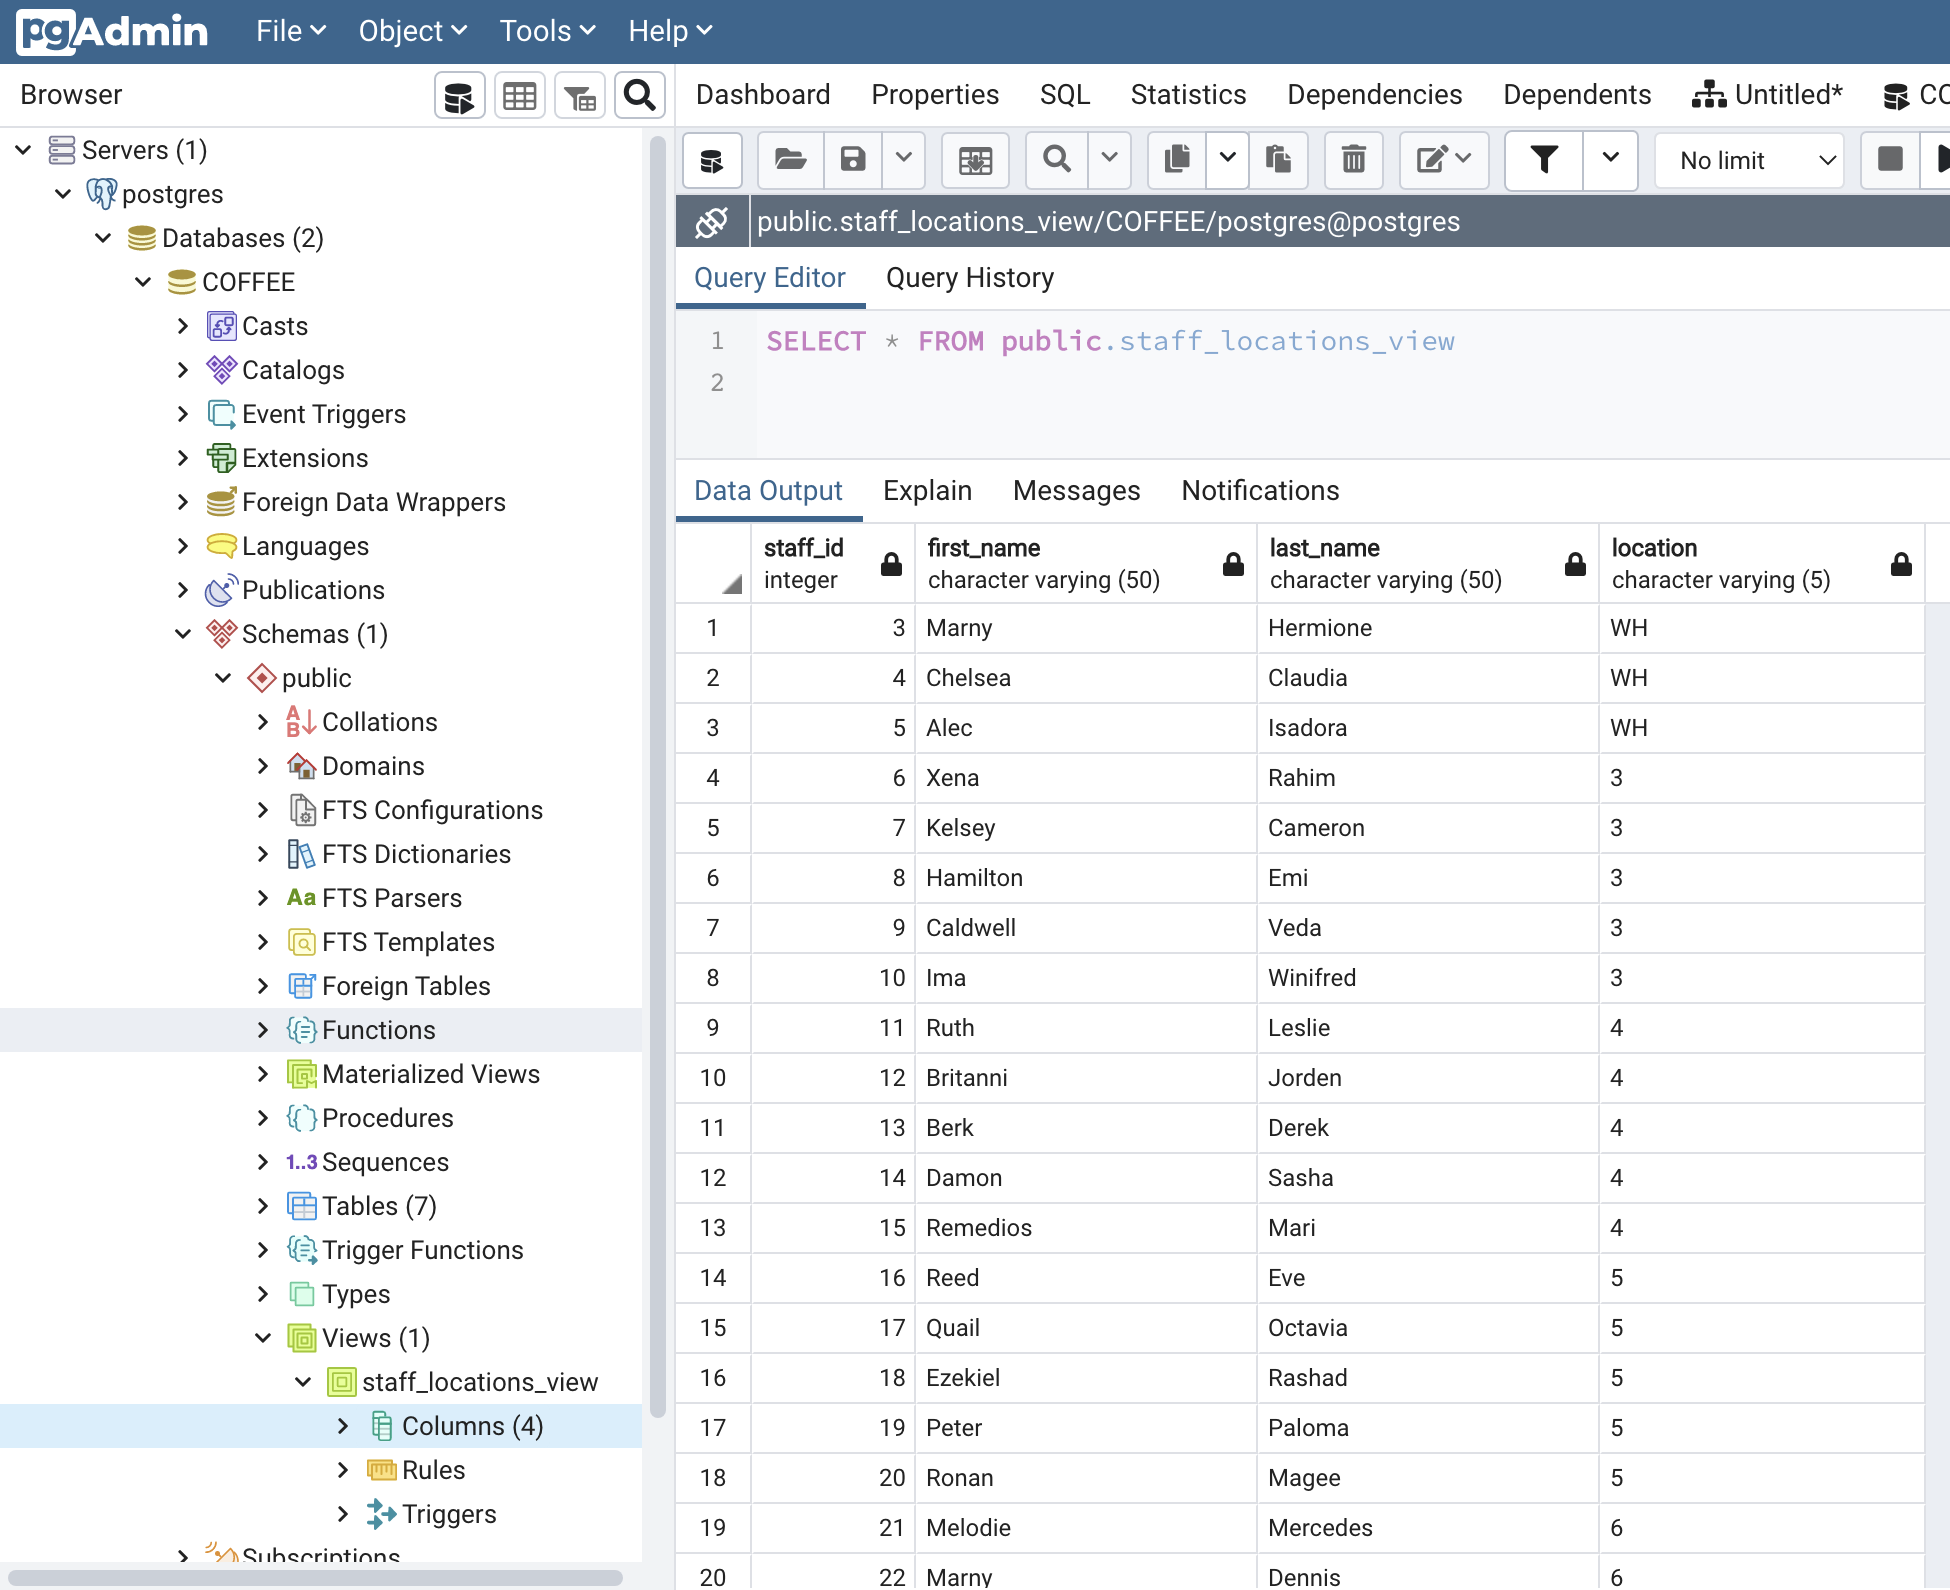 pgAdmin File Object Tools Help
Browser
Dashboard Properties SQL Statistics Dependencies Dependents Untitled*
No limit
public.staff_locations_view/COFFEE/postgres@postgres
Query Editor Query History
1 SELECT * FROM public.staff_locations_view
2
Data Output Explain Messages Notifications
staff_id first_name last_name location
integer character varying (50) character varying (50) character varying (5)
1 3 Marny Hermione WH
2 4 Chelsea Claudia WH
3 5 Alec Isadora WH
4 6 Xena Rahim 3
5 7 Kelsey Cameron 3
6 8 Hamilton Emi 3
7 9 Caldwell Veda 3
8 10 Ima Winifred 3
9 11 Ruth Leslie 4
10 12 Britanni Jorden 4
11 13 Berk Derek 4
12 14 Damon Sasha 4
13 15 Remedios Mari 4
14 16 Reed Eve 5
15 17 Quail Octavia 5
16 18 Ezekiel Rashad 5
17 19 Peter Paloma 5
18 20 Ronan Magee 5
19 21 Melodie Mercedes 6
20 22 Marny Dennis 6
Servers (1)
postgres
Databases (2)
COFFEE
Casts
Catalogs
Event Triggers
Extensions
Foreign Data Wrappers
Languages
Publications
Schemas (1)
public
Collations
Domains
FTS Configurations
FTS Dictionaries
Aa FTS Parsers
FTS Templates
Foreign Tables
Functions
Materialized Views
Procedures
1..3 Sequences
Tables (7)
Trigger Functions
Types
Views (1)
staff_locations_view
Columns (4)
Rules
Triggers
Subscriptions